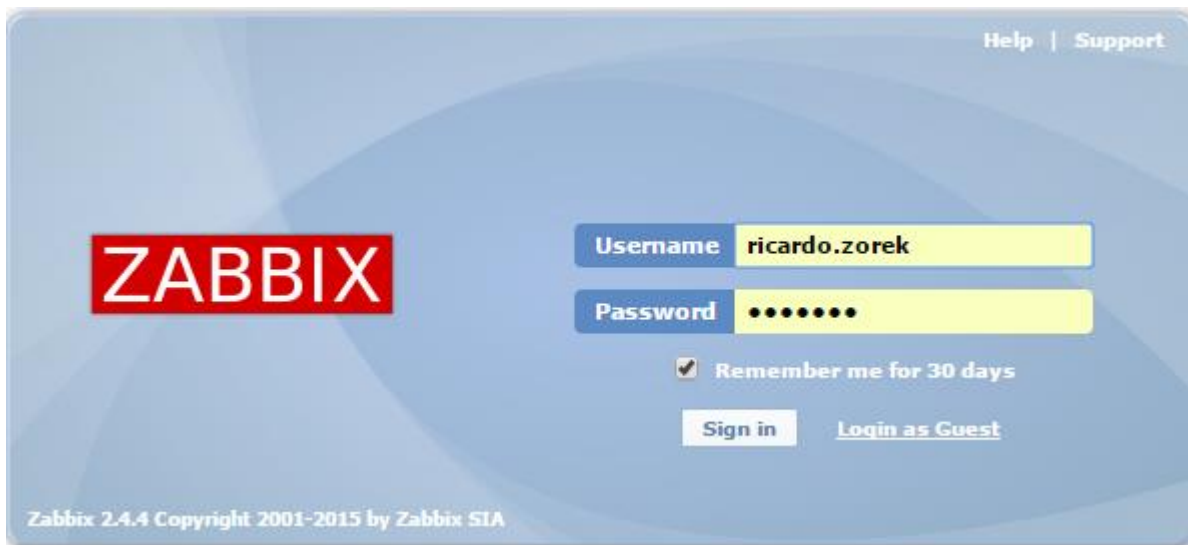 Help | Support
ZABBIX
Username ricardo.zorek
Password •••••••
Remember me for 30 days
Sign in Login as Guest
Zabbix 2.4.4 Copyright 2001-2015 by Zabbix SIA